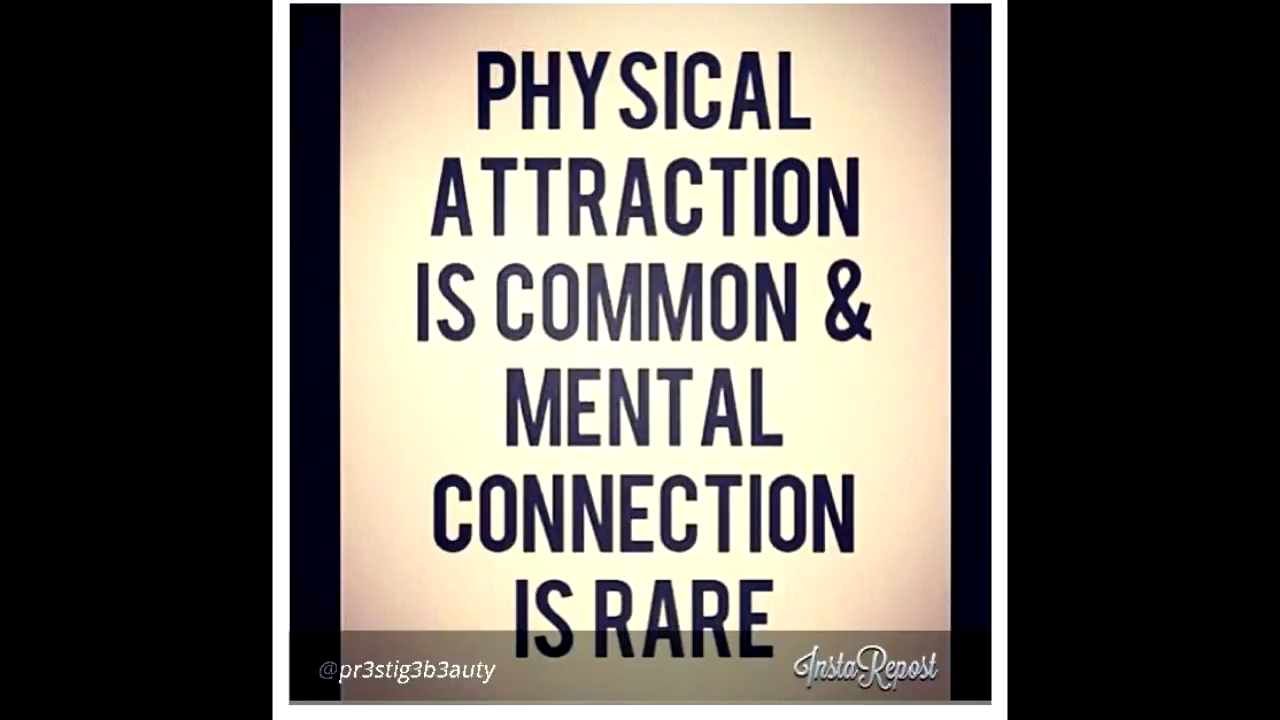 PHYSICAL
ATTRACTION
IS COMMON &
MENTAL
CONNECTION
IS RARE
@pr3stig3b3auty
InstaRepost